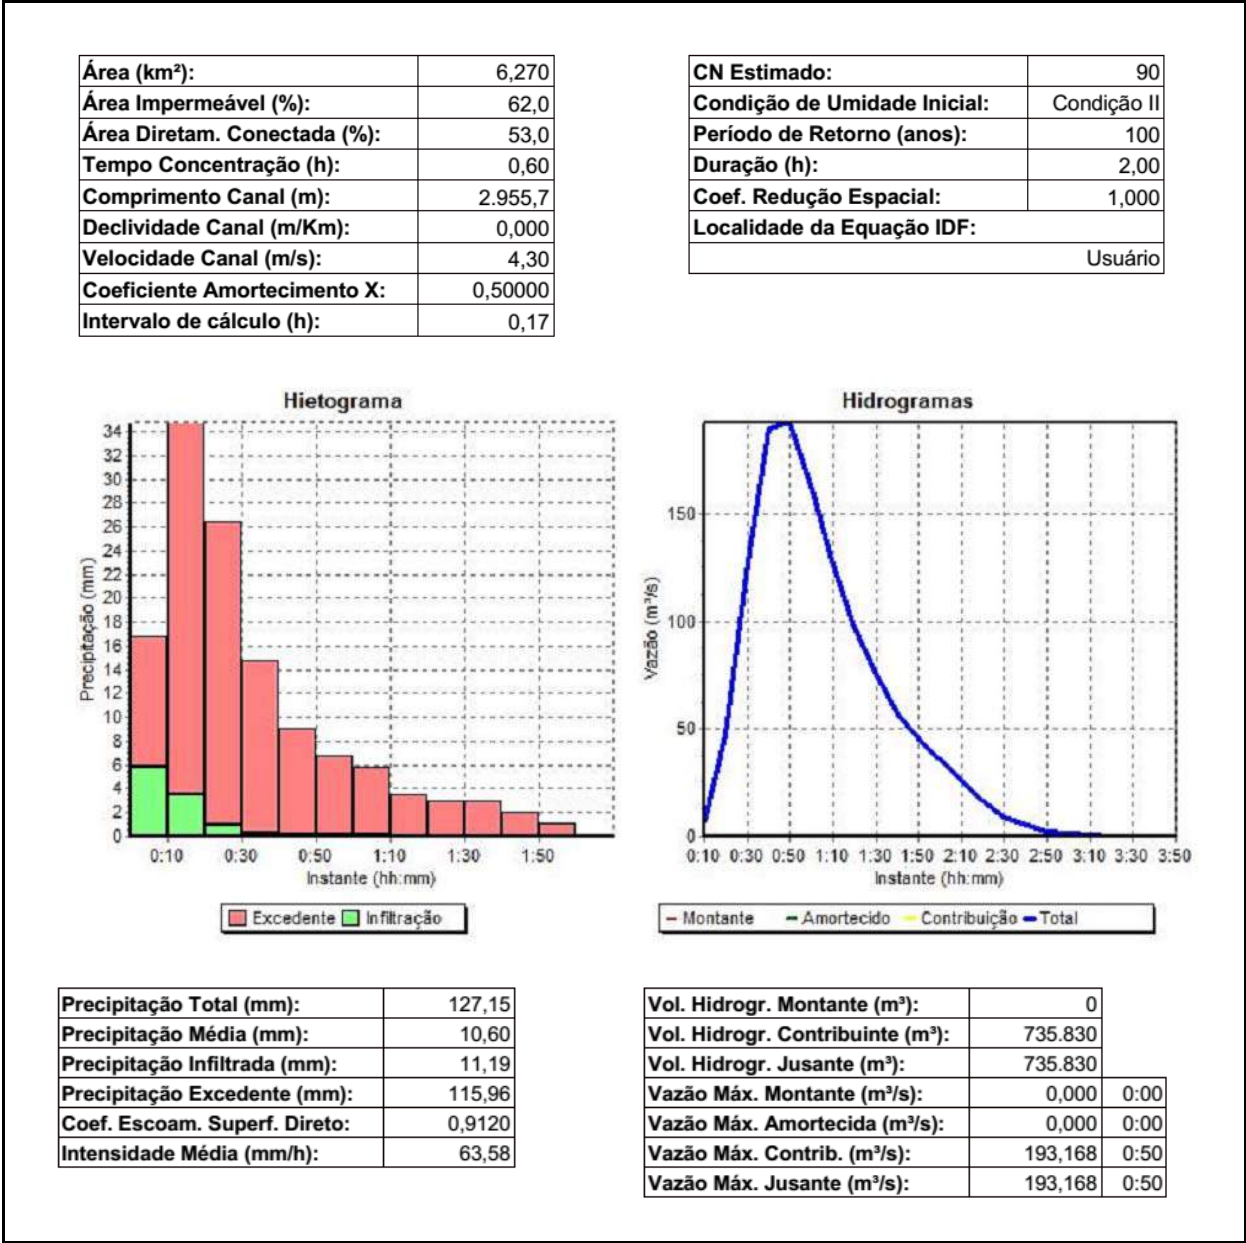 Área (km²): 6,270
Área Impermeável (%): 62,0
Área Diretam. Conectada (%): 53,0
Tempo Concentração (h): 0,60
Comprimento Canal (m): 2.955,7
Declividade Canal (m/Km): 0,000
Velocidade Canal (m/s): 4,30
Coeficiente Amortecimento X: 0,50000
Intervalo de cálculo (h): 0,17
CN Estimado: 90
Condição de Umidade Inicial: Condição II
Período de Retorno (anos): 100
Duração (h): 2,00
Coef. Redução Espacial: 1,000
Localidade da Equação IDF:
Usuário
Hietograma
Precipitação (mm)
34
32
30
28
26
24
22
20
18
16
14
12
10
8
6
4
2
0
0:10 0:30 0:50 1:10 1:30 1:50
Instante (hh:mm)
Excedente Infiltração
Hidrogramas
Vazão (m³/s)
150
100
50
0
0:10 0:30 0:50 1:10 1:30 1:50 2:10 2:30 2:50 3:10 3:30 3:50
Instante (hh:mm)
Montante Amortecido Contribuição Total
Precipitação Total (mm): 127,15
Precipitação Média (mm): 10,60
Precipitação Infiltrada (mm): 11,19
Precipitação Excedente (mm): 115,96
Coef. Escoam. Superf. Direto: 0,9120
Intensidade Média (mm/h): 63,58
Vol. Hidrogr. Montante (m³): 0
Vol. Hidrogr. Contribuinte (m³): 735.830
Vol. Hidrogr. Jusante (m³): 735.830
Vazão Máx. Montante (m³/s): 0,000 0:00
Vazão Máx. Amortecida (m³/s): 0,000 0:00
Vazão Máx. Contrib. (m³/s): 193,168 0:50
Vazão Máx. Jusante (m³/s): 193,168 0:50